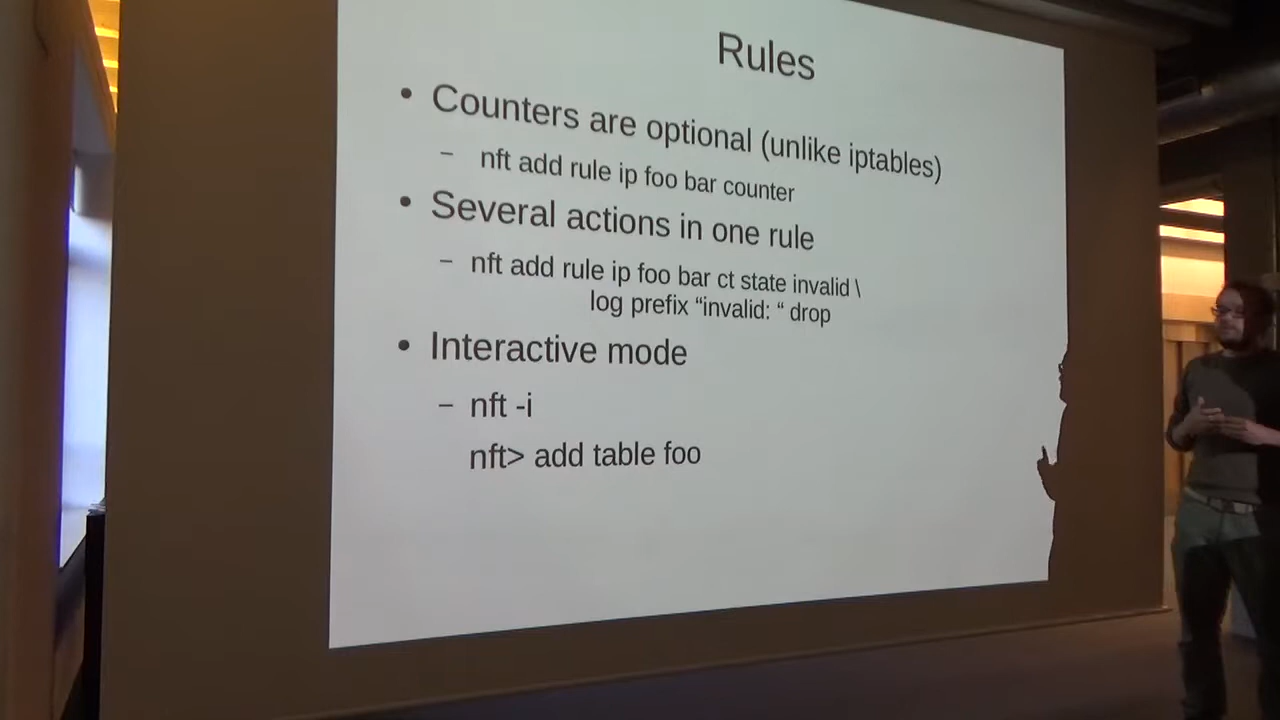 Rules
• Counters are optional (unlike iptables)
– nft add rule ip foo bar counter
• Several actions in one rule
– nft add rule ip foo bar ct state invalid \
log prefix “invalid: “ drop
• Interactive mode
– nft -i
nft> add table foo